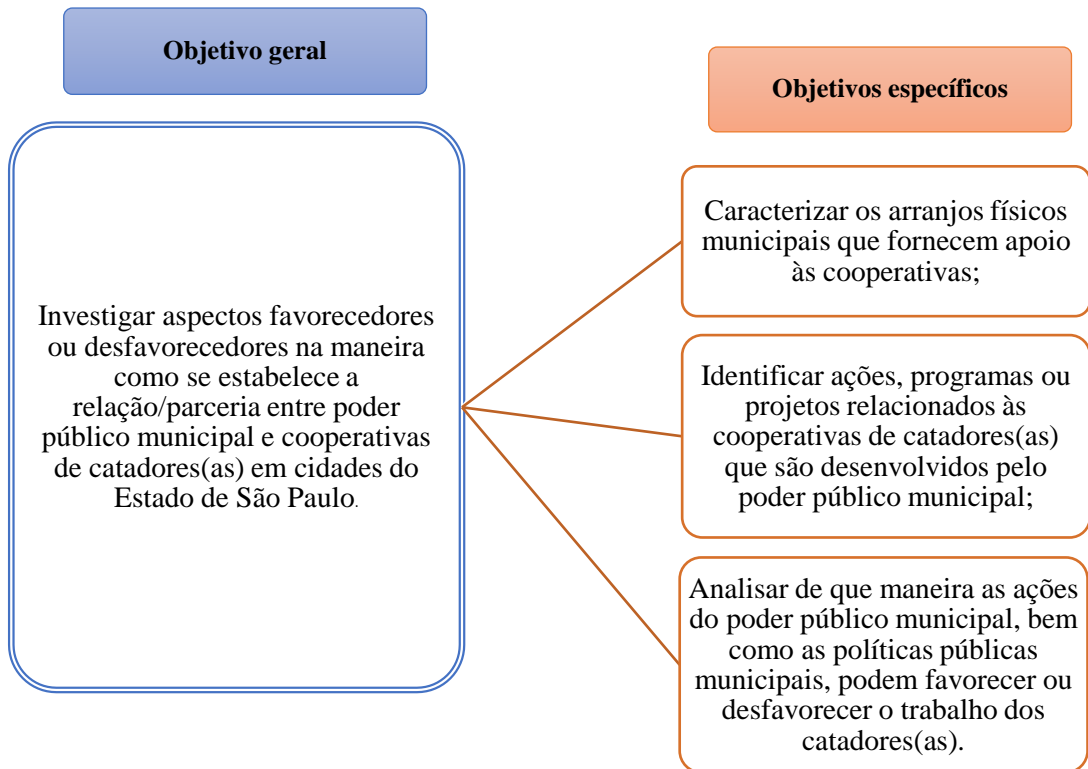 Objetivo geral
Investigar aspectos favorecedores
ou desfavorecedores na maneira
como se estabelece a
relação/parceria entre poder
público municipal e cooperativas
de catadores(as) em cidades do
Estado de São Paulo.
Objetivos específicos
Caracterizar os arranjos físicos
municipais que fornecem apoio
às cooperativas;
Identificar ações, programas ou
projetos relacionados às
cooperativas de catadores(as)
que são desenvolvidos pelo
poder público municipal;
Analisar de que maneira as ações
do poder público municipal, bem
como as políticas públicas
municipais, podem favorecer ou
desfavorecer o trabalho dos
catadores(as).